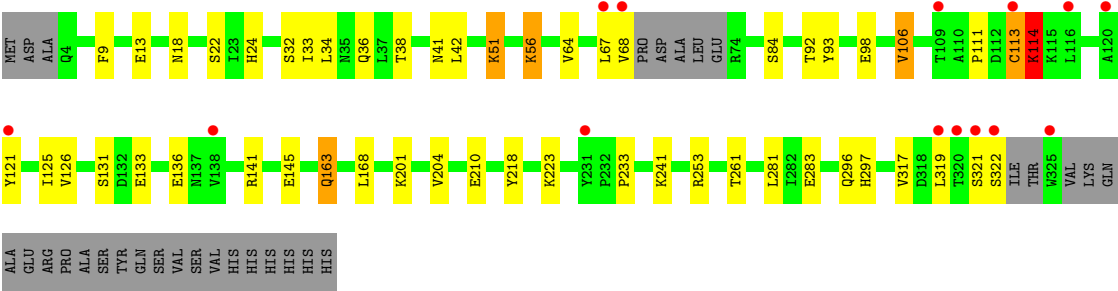 MET ASP ALA Q4 F9 E13 N18 S22 I23 H24 S32 I33 L34 N35 Q36 L37 T38 N41 L42 K51 K56 V64 L67 V68 PRO ASP ALA LEU GLU R74 S84 T92 Y93 E98 V106 T109 A110 P111 D112 C113 K114 K115 L116 A120
Y121 I125 V126 S131 D132 E133 E136 N137 V138 R141 E145 Q163 L168 K201 V204 E210 Y218 K223 Y231 P232 P233 K241 R253 T261 L281 I282 E283 Q296 H297 V317 D318 L319 T320 S321 S322 ILE THR W325 VAL LYS GLN
ALA GLU ARG PRO ALA SER TYR GLN SER VAL SER VAL HIS HIS HIS HIS HIS HIS